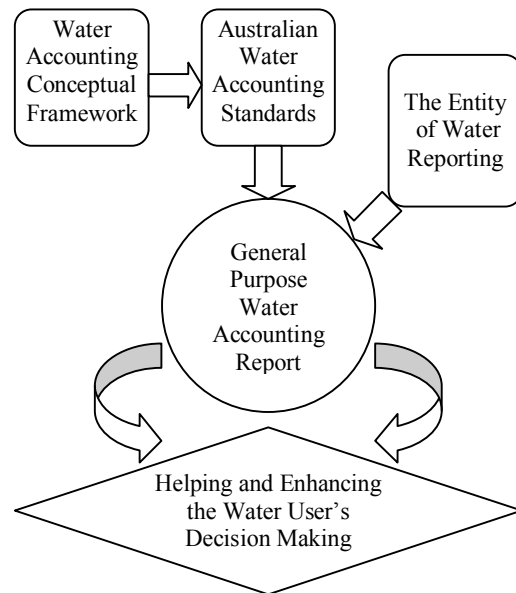 Water
Accounting
Conceptual
Framework
Australian
Water
Accounting
Standards
The Entity
of Water
Reporting
General
Purpose
Water
Accounting
Report
Helping and Enhancing
the Water User’s
Decision Making